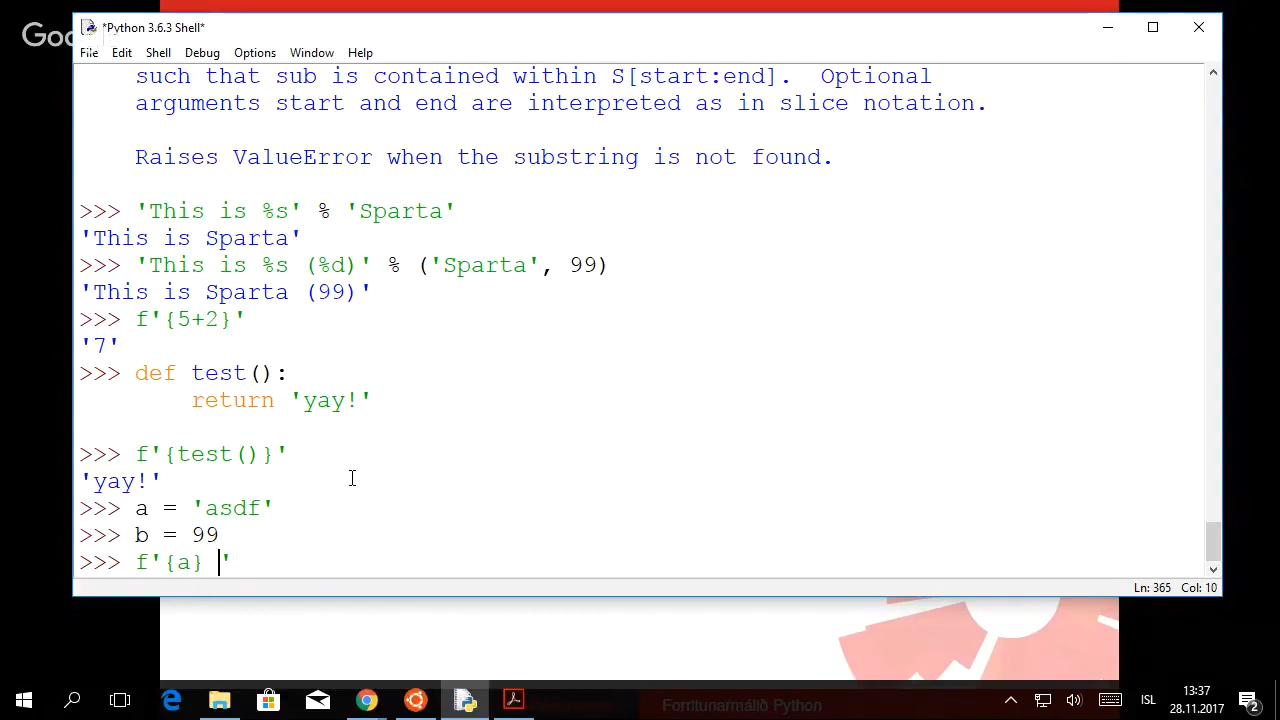 Goo
*Python 3.6.3 Shell*
File Edit Shell Debug Options Window Help
such that sub is contained within S[start:end].  Optional
arguments start and end are interpreted as in slice notation.
Raises ValueError when the substring is not found.
>>> 'This is %s' % 'Sparta'
'This is Sparta'
>>> 'This is %s (%d)' % ('Sparta', 99)
'This is Sparta (99)'
>>> f'{5+2}'
'7'
>>> def test():
return 'yay!'
>>> f'{test()}'
'yay!'
>>> a = 'asdf'
>>> b = 99
>>> f'{a} '
Ln: 365 Col: 10
Forritunarmálið Python
ÍSL
13:37
28.11.2017
2